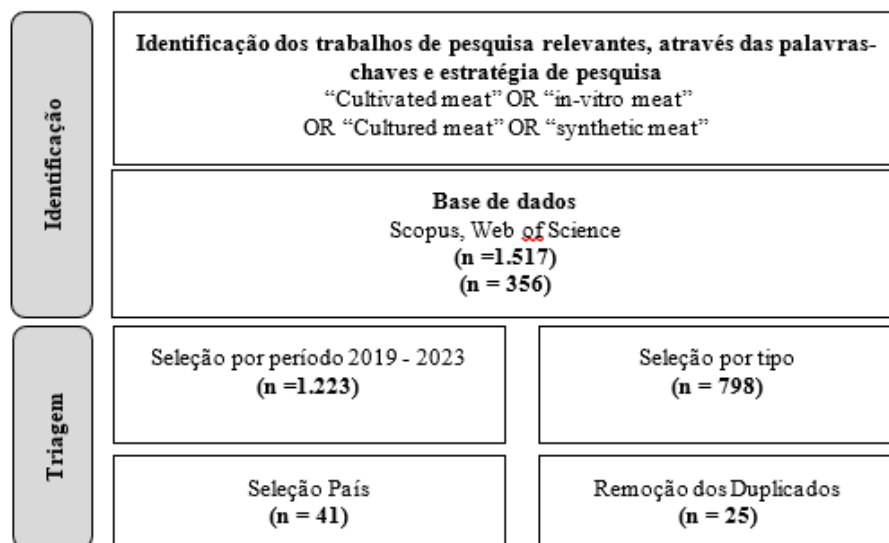 Identificação
Identificação dos trabalhos de pesquisa relevantes, através das palavras-
chaves e estratégia de pesquisa
“Cultivated meat” OR “in-vitro meat”
OR “Cultured meat” OR “synthetic meat”
Base de dados
Scopus, Web of Science
(n =1.517)
(n = 356)
Triagem
Seleção por período 2019 - 2023
(n =1.223)
Seleção por tipo
(n = 798)
Seleção País
(n = 41)
Remoção dos Duplicados
(n = 25)